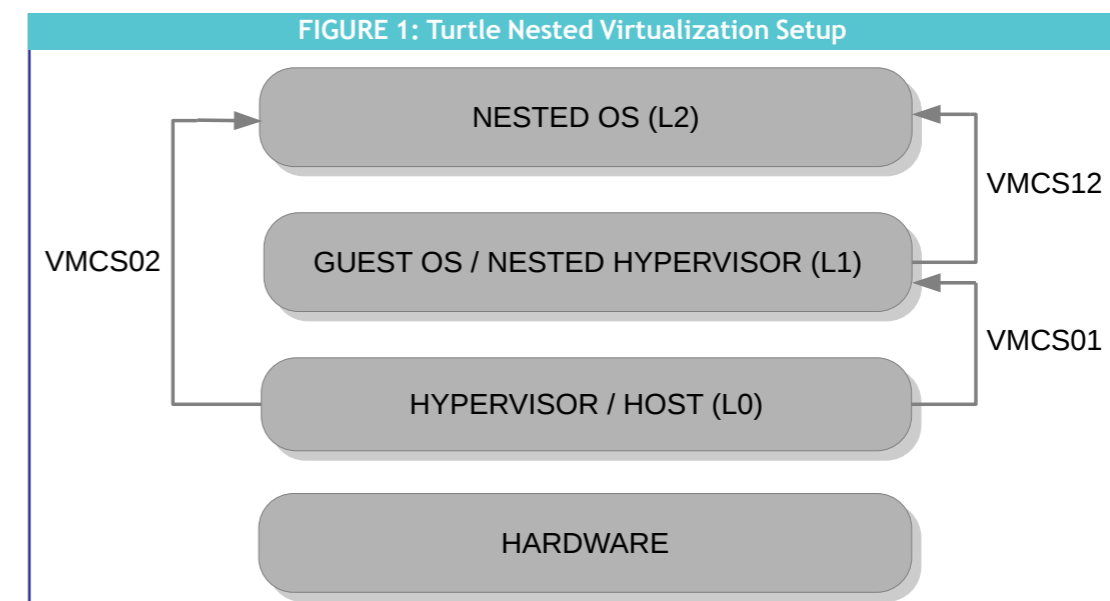 FIGURE 1: Turtle Nested Virtualization Setup
NESTED OS (L2)
VMCS12
VMCS02
GUEST OS / NESTED HYPERVISOR (L1)
VMCS01
HYPERVISOR / HOST (L0)
HARDWARE